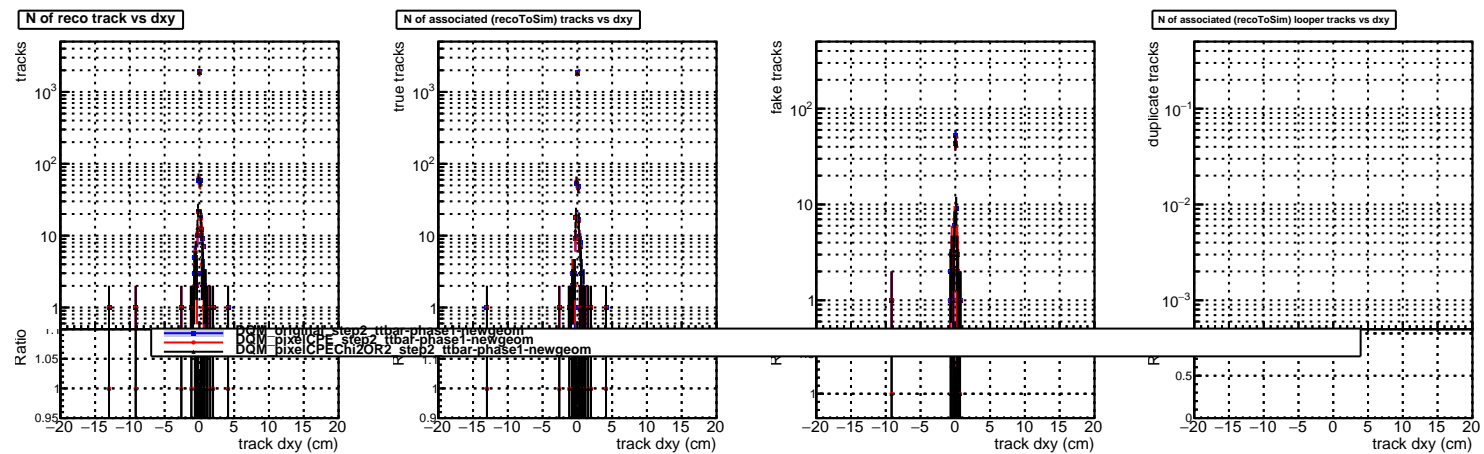 N of reco track vs dxy
N of associated (recoToSim) tracks vs dxy
N of associated (recoToSim) looper tracks vs dxy
tracks
10³
10²
10
1
true tracks
10³
10²
10
1
fake tracks
10²
10
1
duplicate tracks
10⁻¹
10⁻²
10⁻³
DQM_original_step2_ttbar-phase1-newgeom
DQM_pixelCPE_step2_ttbar-phase1-newgeom
DQM_pixelCPEChi2OR2_step2_ttbar-phase1-newgeom
Ratio
1.05
1
0.95
1
0.9
1
0.5
0
−20 −15 −10 −5 0 5 10 15 20
track dxy (cm)
−20 −15 −10 −5 0 5 10 15 20
track dxy (cm)
−20 −15 −10 −5 0 5 10 15 20
track dxy (cm)
−20 −15 −10 −5 0 5 10 15 20
track dxy (cm)